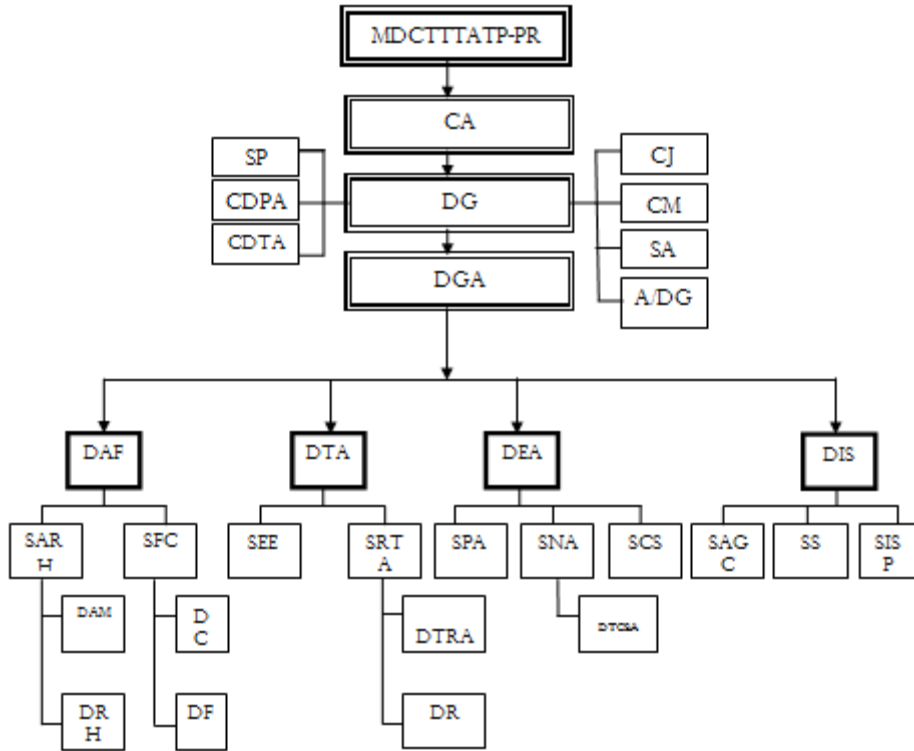 MDCTTTATP-PR
CA
SP
CJ
CDPA
DG
CM
CDTA
SA
DGA
A/DG
DAF
DTA
DEA
DIS
SAR
H
SFC
SEE
SRT
A
SPA
SNA
SCS
SAG
C
SS
SIS
P
DAM
D
C
DTRA
DR
H
DF
DR